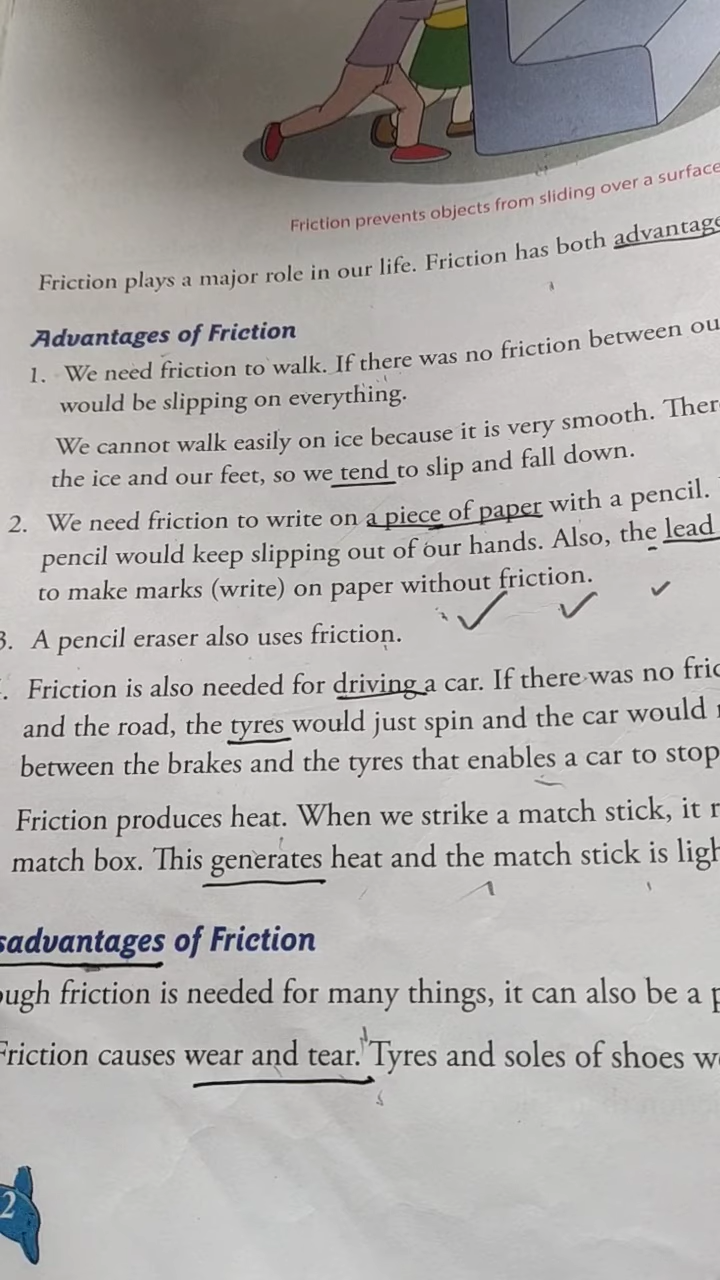 Friction prevents objects from sliding over a surface
Friction plays a major role in our life. Friction has both advantage
Advantages of Friction
1. We need friction to walk. If there was no friction between ou
would be slipping on everything.
We cannot walk easily on ice because it is very smooth. Ther
the ice and our feet, so we tend to slip and fall down.
2. We need friction to write on a piece of paper with a pencil.
pencil would keep slipping out of our hands. Also, the lead
to make marks (write) on paper without friction.
3. A pencil eraser also uses friction.
. Friction is also needed for driving a car. If there was no fric
and the road, the tyres would just spin and the car would
between the brakes and the tyres that enables a car to stop
Friction produces heat. When we strike a match stick, it r
match box. This generates heat and the match stick is ligh
sadvantages of Friction
ough friction is needed for many things, it can also be a p
Friction causes wear and tear. Tyres and soles of shoes we
2